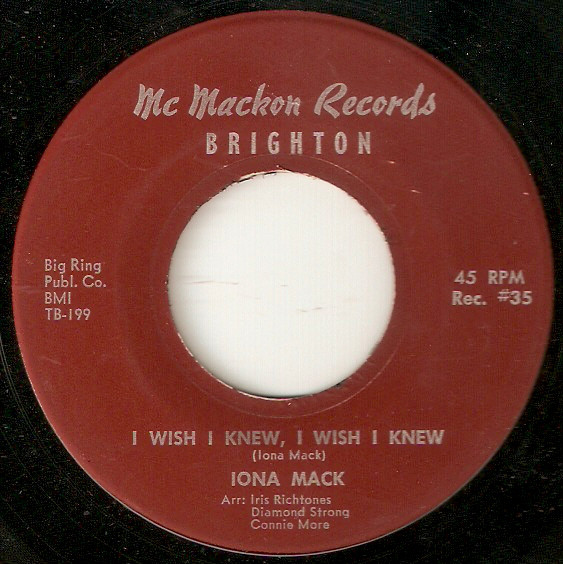 Mc Mackon Records
BRIGHTON
Big Ring
Publ. Co.
BMI
TB-199
45 RPM
Rec. #35
I WISH I KNEW, I WISH I KNEW
(Iona Mack)
IONA MACK
Arr: Iris Richtones
Diamond Strong
Connie More